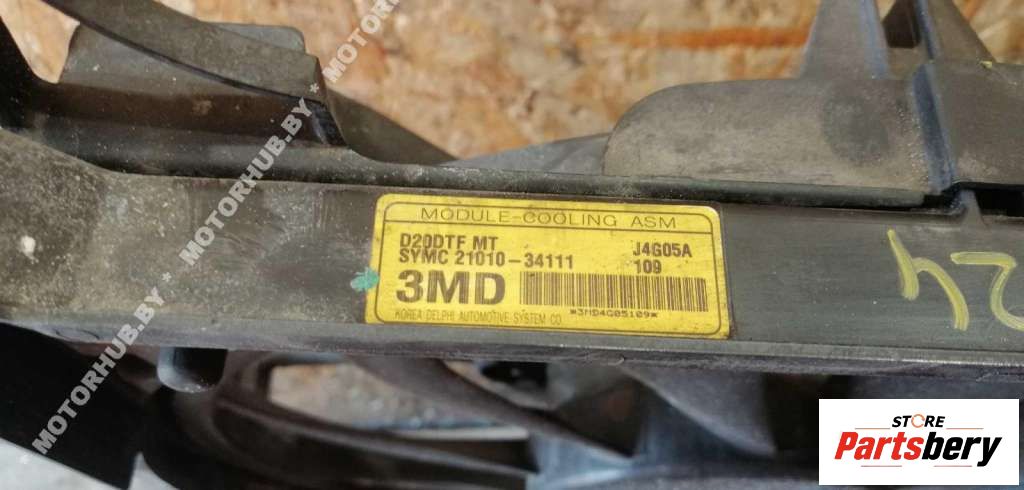 MOTORHUB.BY * MOTORHUB.BY * MOTORHUB.BY *
MODULE-COOLING ASM
D20DTF MT J4G05A
SYMC 21010-34111 109
3MD
*3MD4G05109*
KOREA DELPHI AUTOMOTIVE SYSTEM CO.
24
STORE
Partsbery